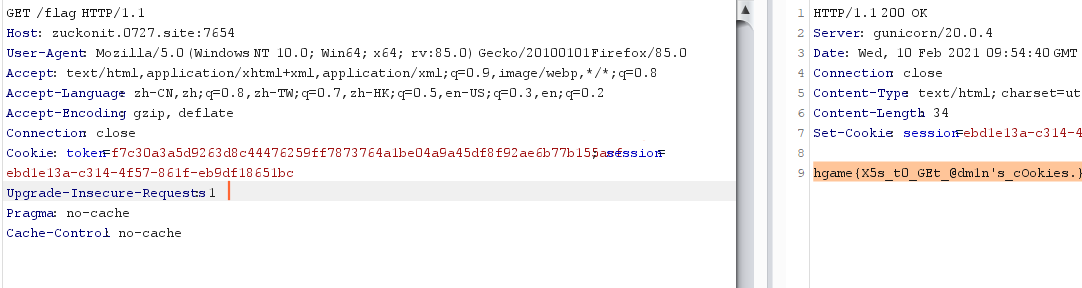 GET /flag HTTP/1.1
Host: zuckonit.0727.site:7654
User-Agent: Mozilla/5.0 (Windows NT 10.0; Win64; x64; rv:85.0) Gecko/20100101 Firefox/85.0
Accept: text/html,application/xhtml+xml,application/xml;q=0.9,image/webp,*/*;q=0.8
Accept-Language: zh-CN,zh;q=0.8,zh-TW;q=0.7,zh-HK;q=0.5,en-US;q=0.3,en;q=0.2
Accept-Encoding: gzip, deflate
Connection: close
Cookie: token=f7c30a3a5d9263d8c44476259ff7873764a1be04a9a45df8f92ae6b77b155aef; session=
ebd1e13a-c314-4f57-861f-eb9df18651bc
Upgrade-Insecure-Requests: 1
Pragma: no-cache
Cache-Control: no-cache
1 HTTP/1.1 200 OK
2 Server: gunicorn/20.0.4
3 Date: Wed, 10 Feb 2021 09:54:40 GMT
4 Connection: close
5 Content-Type: text/html; charset=ut
6 Content-Length: 34
7 Set-Cookie: session=ebd1e13a-c314-4
8
9 hgame{X5s_t0_GEt_@dm1n's_cOokies.}